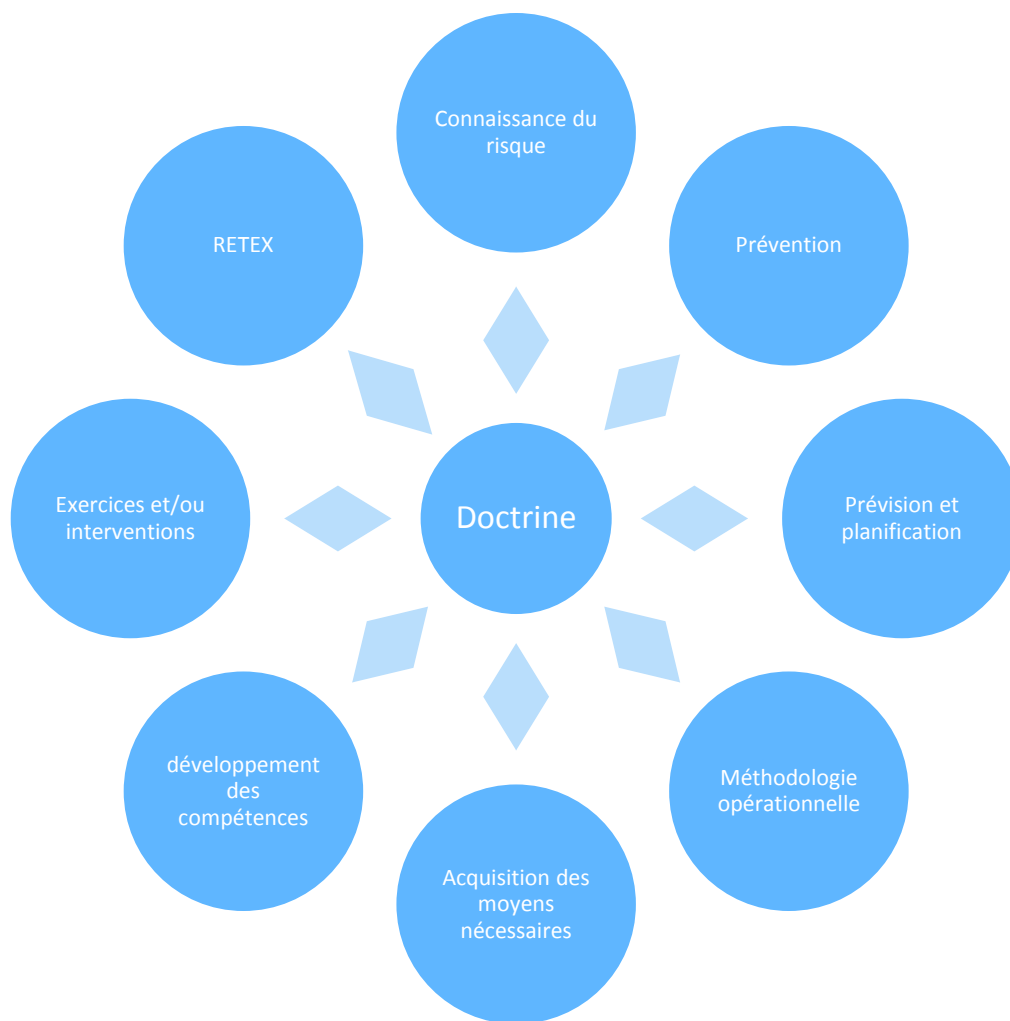 Connaissance du
risque
Prévention
Prévision et
planification
Méthodologie
opérationnelle
Acquisition des
moyens
nécessaires
développement
des
compétences
Exercices et/ou
interventions
RETEX
Doctrine